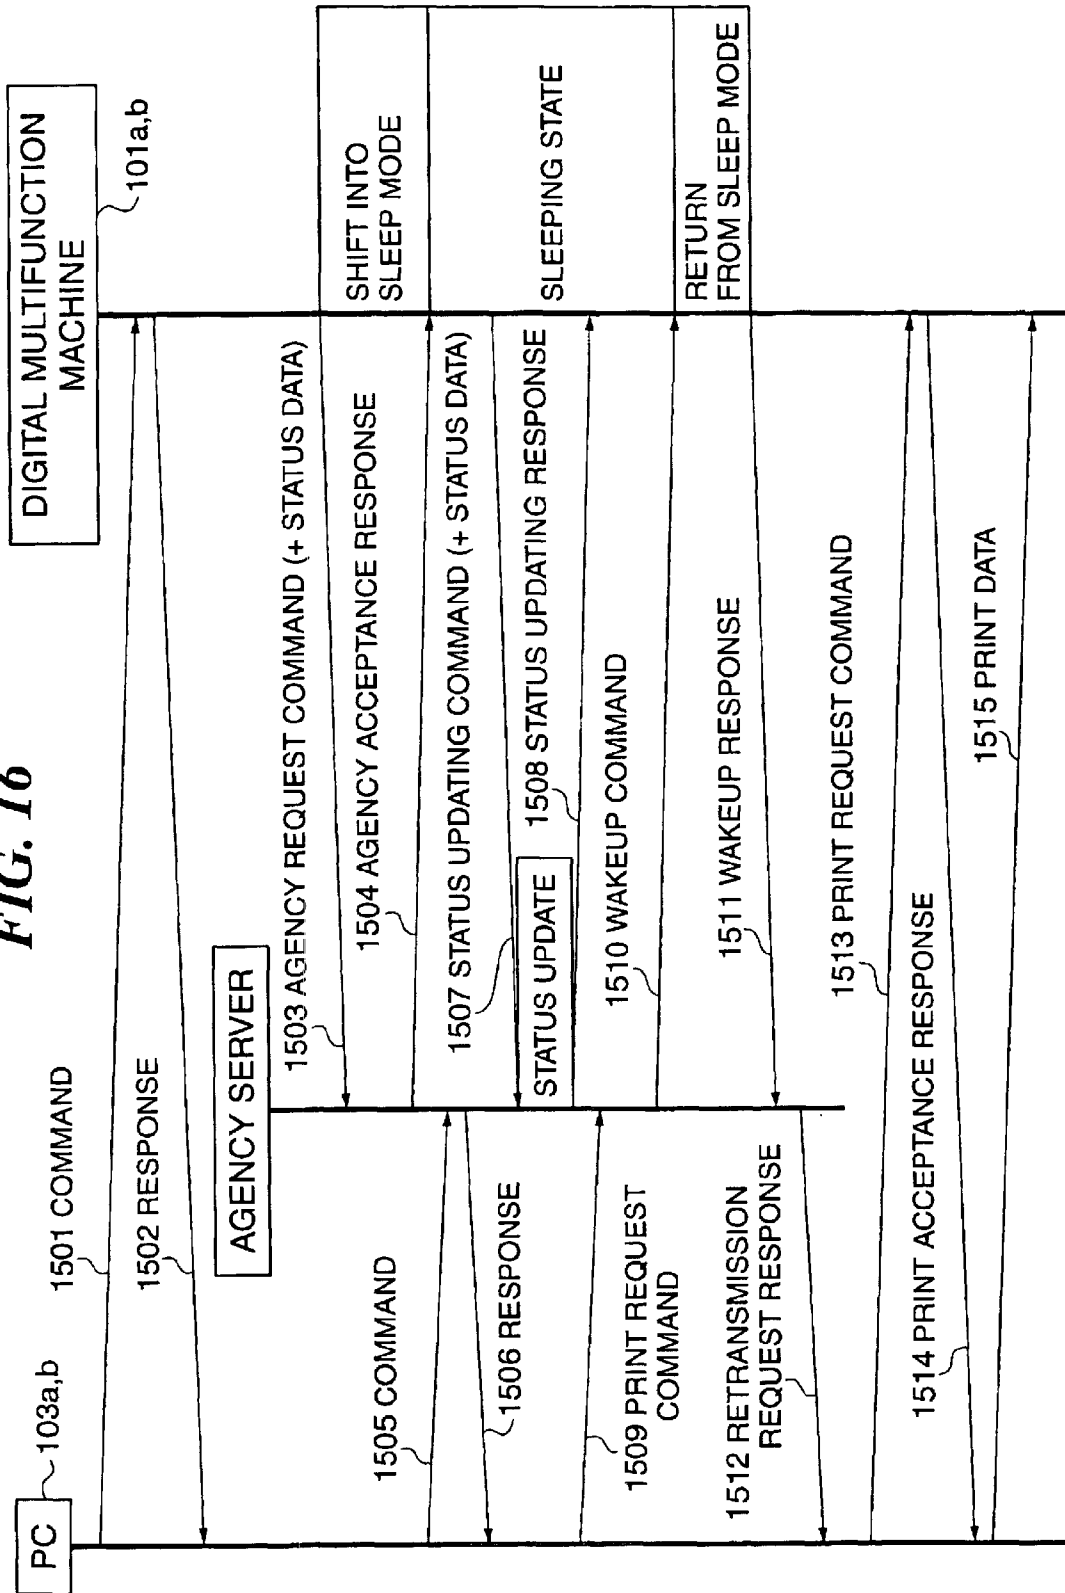 FIG. 16
PC
103a,b
DIGITAL MULTIFUNCTION
MACHINE
101a,b
AGENCY SERVER
1501 COMMAND
1502 RESPONSE
1503 AGENCY REQUEST COMMAND (+ STATUS DATA)
SHIFT INTO
SLEEP MODE
1504 AGENCY ACCEPTANCE RESPONSE
1505 COMMAND
1506 RESPONSE
1507 STATUS UPDATING COMMAND (+ STATUS DATA)
SLEEPING STATE
STATUS UPDATE
1508 STATUS UPDATING RESPONSE
1509 PRINT REQUEST
COMMAND
1510 WAKEUP COMMAND
RETURN
FROM SLEEP MODE
1511 WAKEUP RESPONSE
1512 RETRANSMISSION
REQUEST RESPONSE
1513 PRINT REQUEST COMMAND
1514 PRINT ACCEPTANCE RESPONSE
1515 PRINT DATA